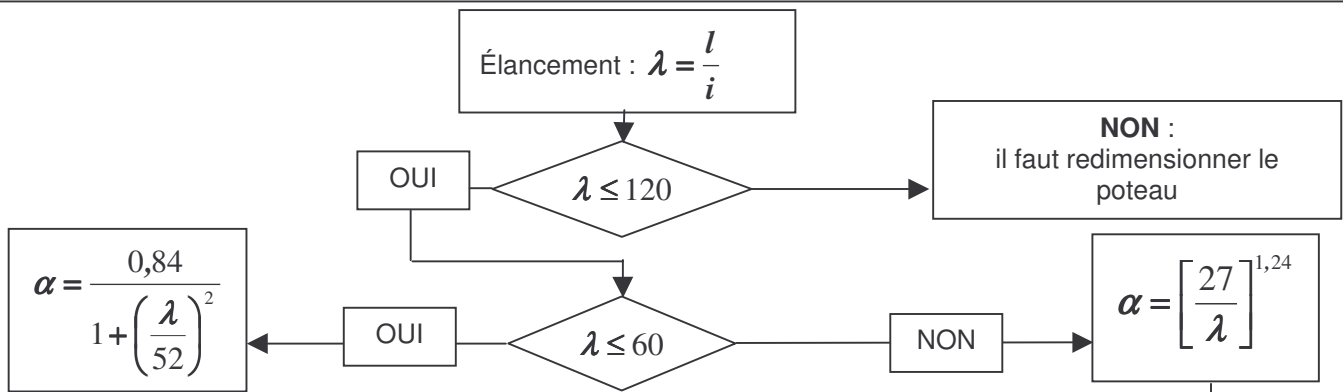 Élancement : λ = l / i
OUI
λ ≤ 120
NON :
il faut redimensionner le
poteau
α = 0,84 / (1 + (λ/52)²)
OUI
λ ≤ 60
NON
α = [27/λ]^1,24